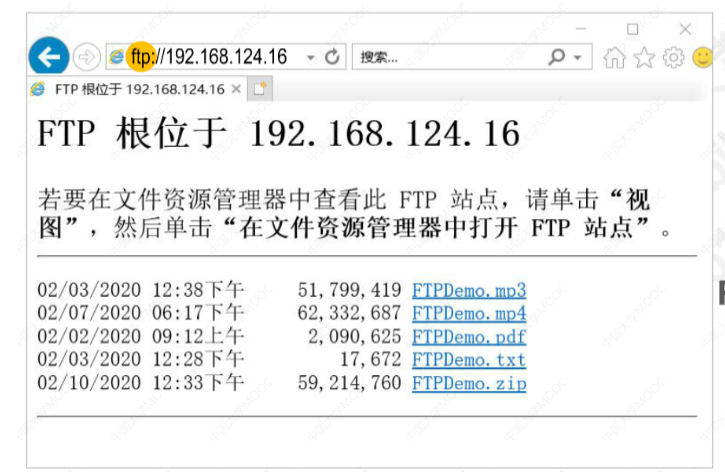 ftp://192.168.124.16
搜索...
FTP 根位于 192.168.124.16
FTP 根位于 192.168.124.16
若要在文件资源管理器中查看此 FTP 站点，请单击“视
图”，然后单击“在文件资源管理器中打开 FTP 站点”。
02/03/2020 12:38下午 51,799,419 FTPDemo.mp3
02/07/2020 06:17下午 62,332,687 FTPDemo.mp4
02/02/2020 09:12上午 2,090,625 FTPDemo.pdf
02/03/2020 12:28下午 17,672 FTPDemo.txt
02/10/2020 12:33下午 59,214,760 FTPDemo.zip